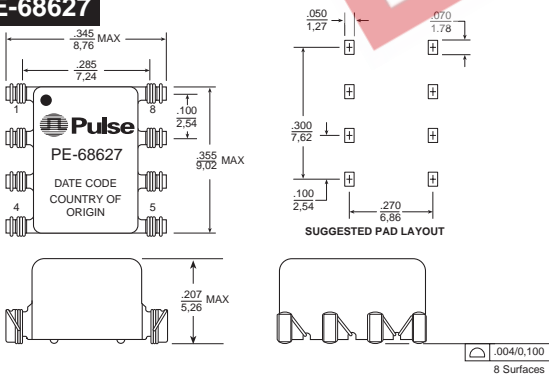 E-68627
.345 MAX
8,76
.285
7,24
1
8
.100
2,54
Pulse
PE-68627
.355 MAX
9,02
DATE CODE
COUNTRY OF
ORIGIN
4
5
.050
1,27
.070
1.78
.300
7,62
.100
2,54
.270
6,86
SUGGESTED PAD LAYOUT
.207 MAX
5,26
.004/0,100
8 Surfaces